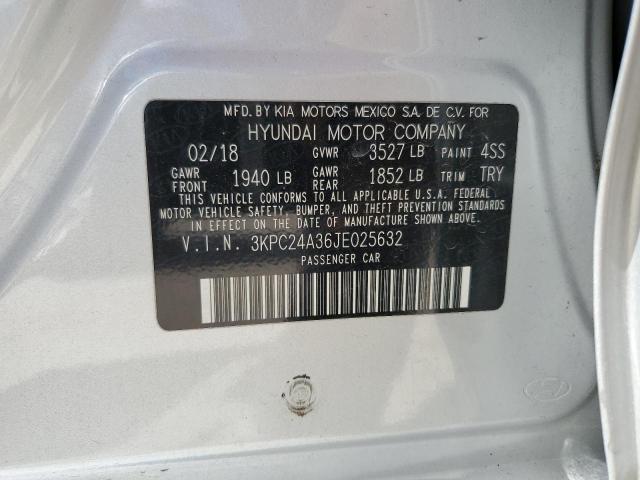 MFD. BY KIA MOTORS MEXICO S.A. DE C.V. FOR
HYUNDAI MOTOR COMPANY
02/18 GVWR 3527 LB PAINT 4SS
GAWR FRONT 1940 LB GAWR REAR 1852 LB TRIM TRY
THIS VEHICLE CONFORMS TO ALL APPLICABLE U.S.A. FEDERAL
MOTOR VEHICLE SAFETY, BUMPER, AND THEFT PREVENTION STANDARDS
IN EFFECT ON THE DATE OF MANUFACTURE SHOWN ABOVE.
V.I.N. 3KPC24A36JE025632
PASSENGER CAR